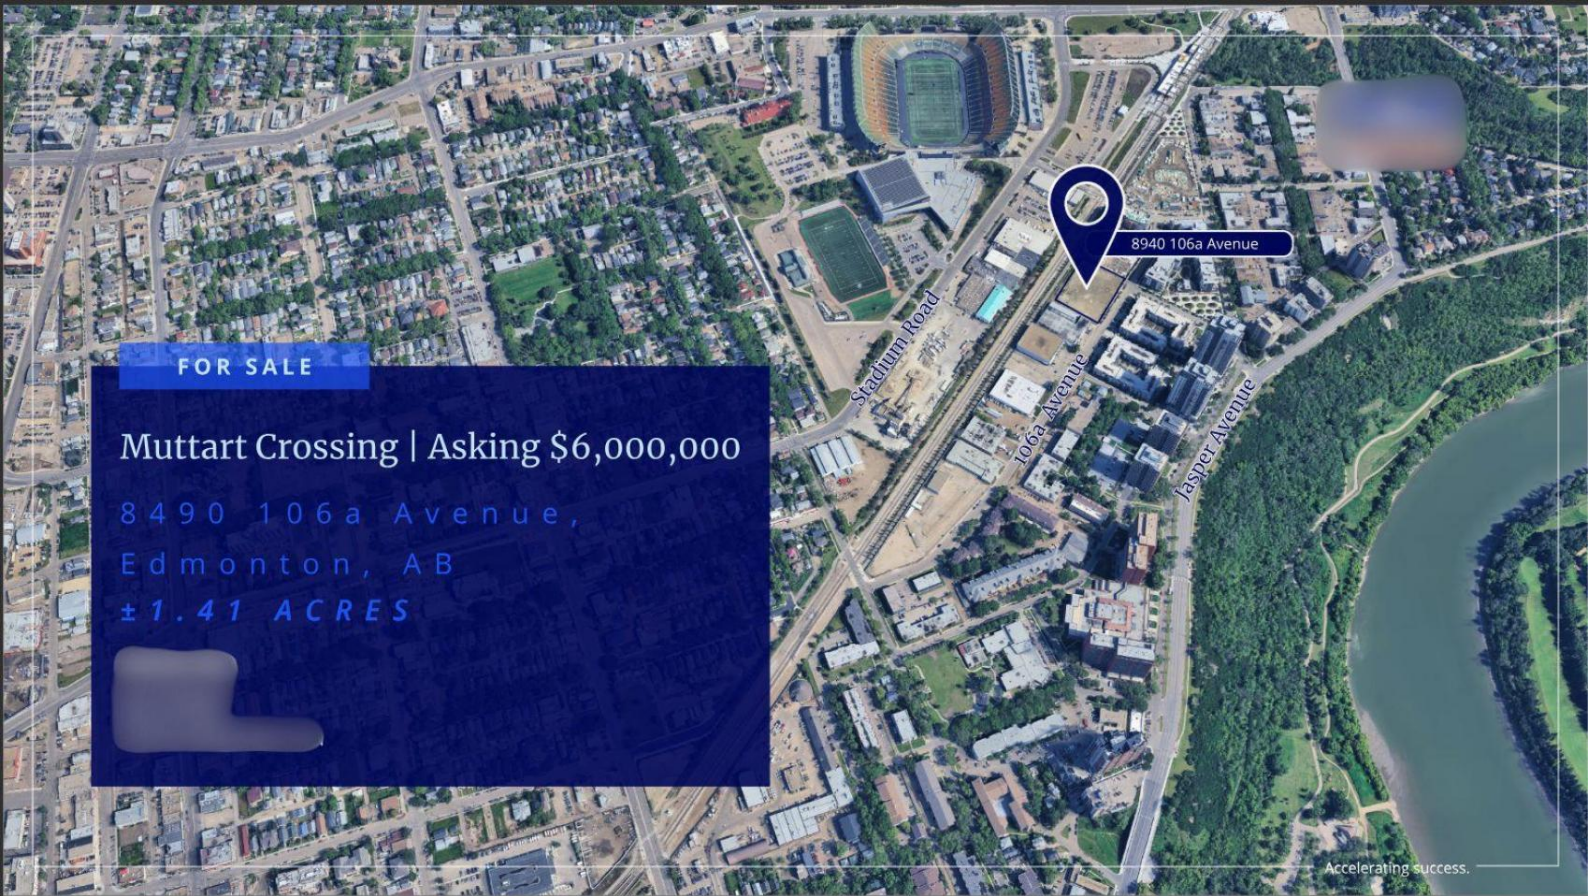 8940 106a Avenue
Stadium Road
106a Avenue
Jasper Avenue
FOR SALE
Muttart Crossing | Asking $6,000,000
8490 106a Avenue,
Edmonton, AB
±1.41 ACRES
Accelerating success.